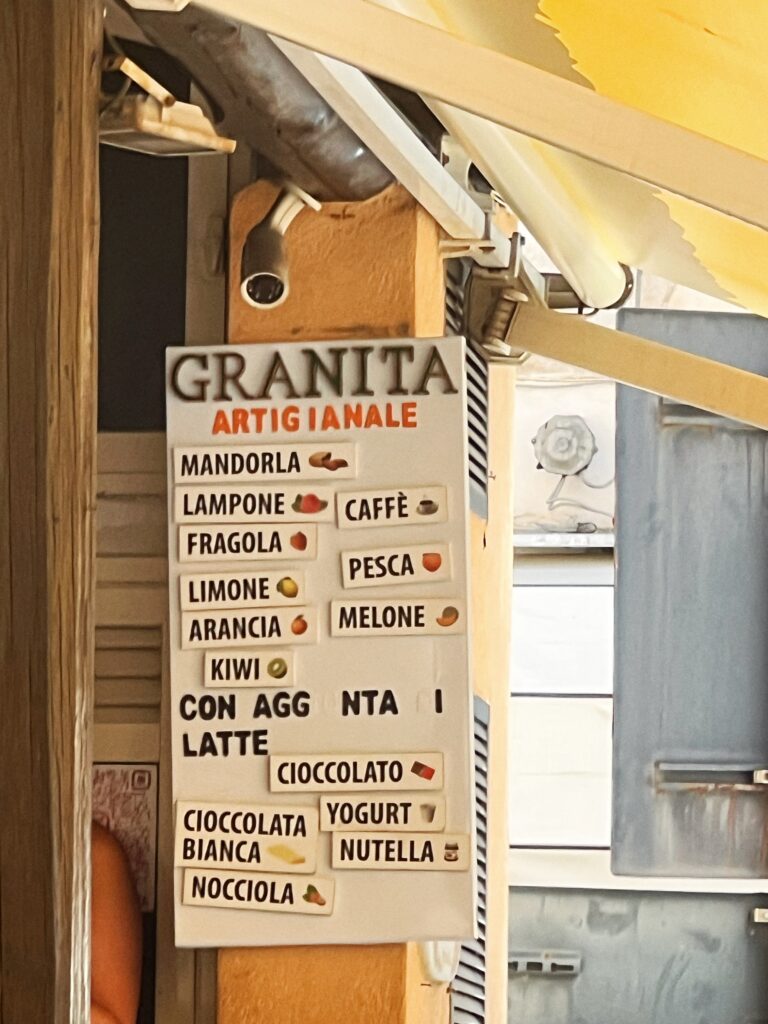 GRANITA
ARTIGIANALE
MANDORLA
LAMPONE
CAFFÈ
FRAGOLA
PESCA
LIMONE
MELONE
ARANCIA
KIWI
CON AGG NTA I
LATTE
CIOCCOLATO
CIOCCOLATA
BIANCA
YOGURT
NUTELLA
NOCCIOLA